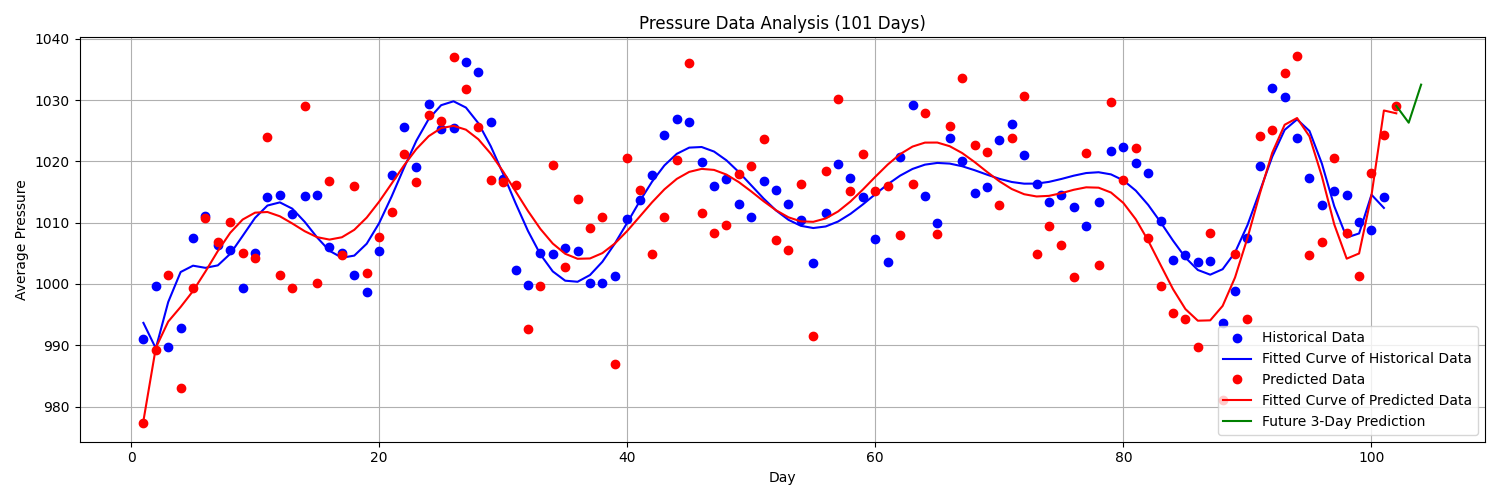 Pressure Data Analysis (101 Days)
Average Pressure
1040
1030
1020
1010
1000
990
980
0
20
40
60
80
100
Day
Historical Data
Fitted Curve of Historical Data
Predicted Data
Fitted Curve of Predicted Data
Future 3-Day Prediction